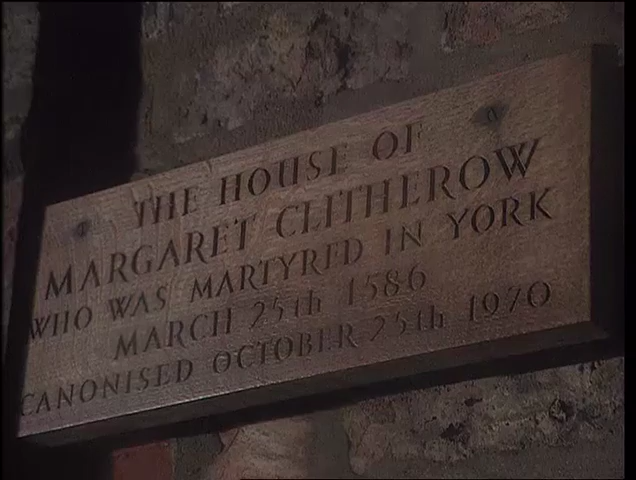 THE HOUSE OF
MARGARET CLITHEROW
WHO WAS MARTYRED IN YORK
MARCH 25th 1586
CANONISED OCTOBER 25th 1970